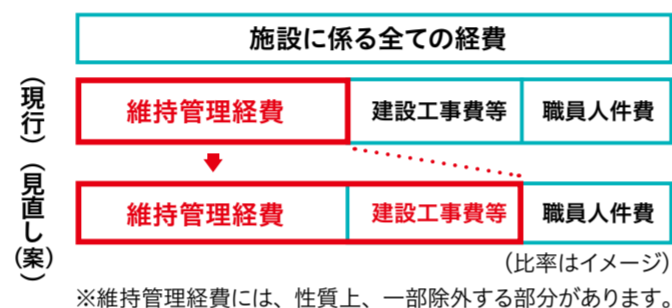 施設に係る全ての経費
（現行）
維持管理経費
建設工事費等
職員人件費
（見直し（案））
維持管理経費
建設工事費等
職員人件費
（比率はイメージ）
※維持管理経費には、性質上、一部除外する部分があります。